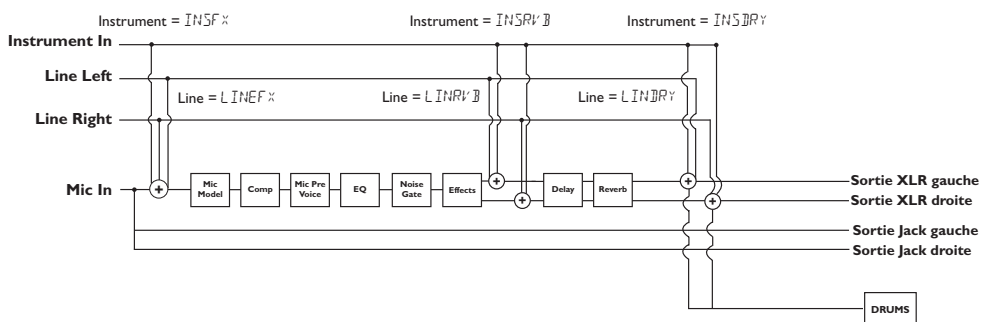 Instrument = INSFX
Instrument = INSRVB
Instrument = INSDRY
Instrument In
Line Left
Line = LINEFX
Line = LINRVB
Line = LINDRY
Line Right
Mic In
+
Mic Model
Comp
Mic Pre Voice
EQ
Noise Gate
Effects
+
+
Delay
Reverb
+
+
Sortie XLR gauche
Sortie XLR droite
Sortie Jack gauche
Sortie Jack droite
DRUMS